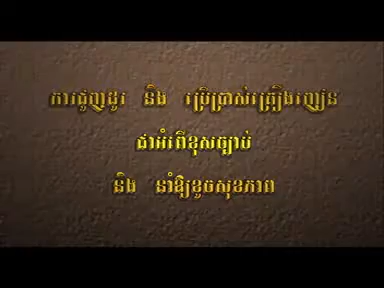 ការជួញដូរ និង ប្រើប្រាស់គ្រឿងញៀន
ជាអំពើខុសច្បាប់
និង នាំឱ្យខូចសុខភាព